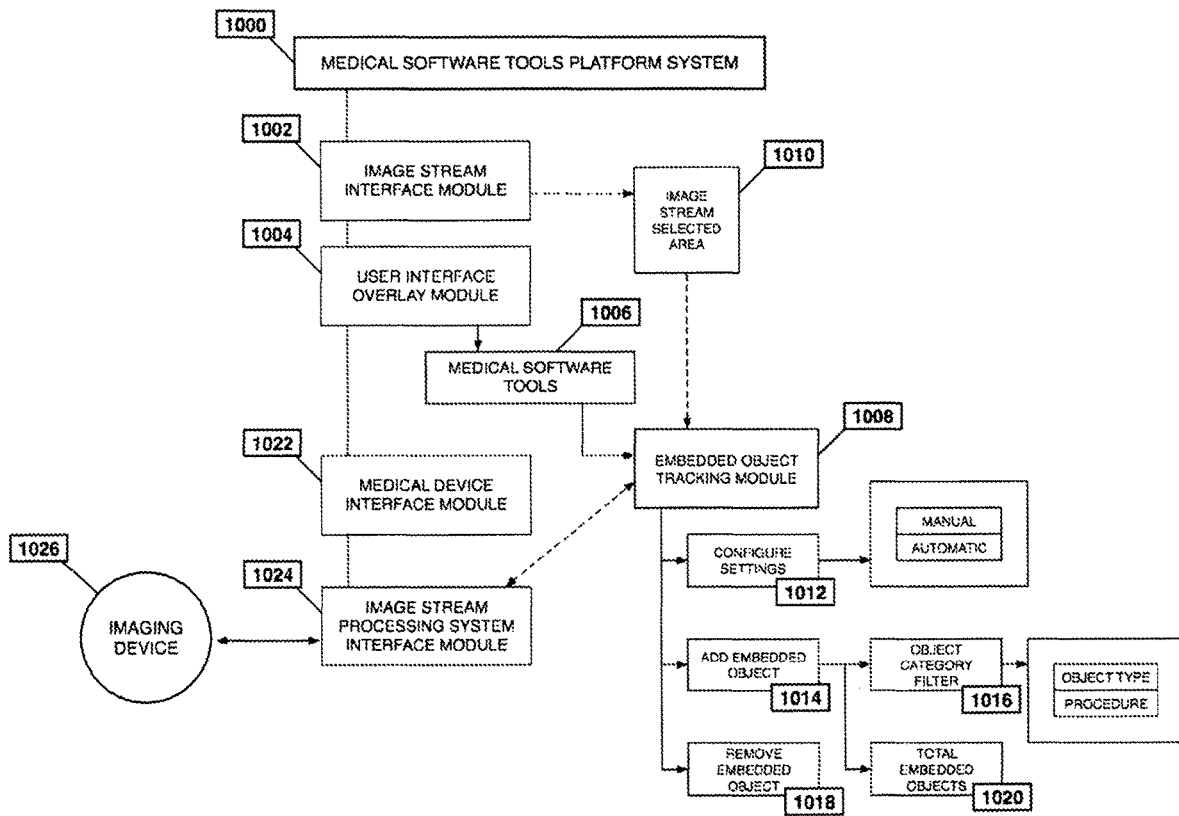 1000
MEDICAL SOFTWARE TOOLS PLATFORM SYSTEM
1002
IMAGE STREAM
INTERFACE MODULE
1010
IMAGE
STREAM
SELECTED
AREA
1004
USER INTERFACE
OVERLAY MODULE
1006
MEDICAL SOFTWARE
TOOLS
1008
EMBEDDED OBJECT
TRACKING MODULE
1022
MEDICAL DEVICE
INTERFACE MODULE
MANUAL
AUTOMATIC
CONFIGURE
SETTINGS
1012
1026
IMAGING
DEVICE
1024
IMAGE STREAM
PROCESSING SYSTEM
INTERFACE MODULE
ADD EMBEDDED
OBJECT
1014
OBJECT
CATEGORY
FILTER
1016
OBJECT TYPE
PROCEDURE
REMOVE
EMBEDDED
OBJECT
1018
TOTAL
EMBEDDED
OBJECTS
1020